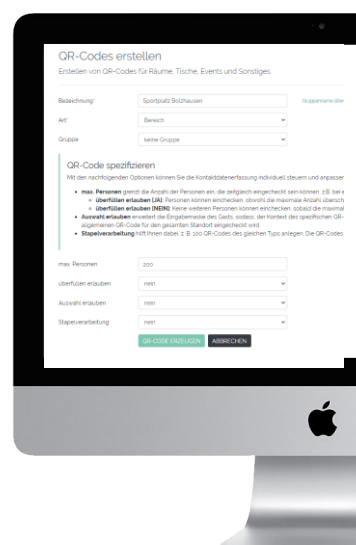 QR-Codes erstellen
Erstellen von QR-Codes für Räume, Tische, Events und Sonstiges
Bezeichnung* Sportplatz Bolzhausen Gruppenname über
Art* Bereich
Gruppe keine Gruppe
QR-Code spezifizieren
Mit den nachfolgenden Optionen können Sie die Kontaktdatenerfassung individuell steuern und anpassen
max. Personen grenzt die Anzahl der Personen ein, die zeitgleich eingecheckt sein können. z.B. bei
überfüllen erlauben [JA]: Personen können einchecken, obwohl die maximale Anzahl übersch
überfüllen erlauben [NEIN]: Keine weiteren Personen können einchecken, sobald die maximal
Auswahl erlauben erweitert die Eingabemaske des Gasts, sodass der Kontext des spezifischen QR-
allgemeinen QR-Code für den gesamten Standort eingecheckt wird.
Stapelverarbeitung hilft Ihnen dabei, z. B. 100 QR-Codes des gleichen Typs anlegen. Die QR-Codes
max. Personen 200
überfüllen erlauben nein
Auswahl erlauben nein
Stapelverarbeitung nein
QR-CODE ERZEUGEN ABBRECHEN